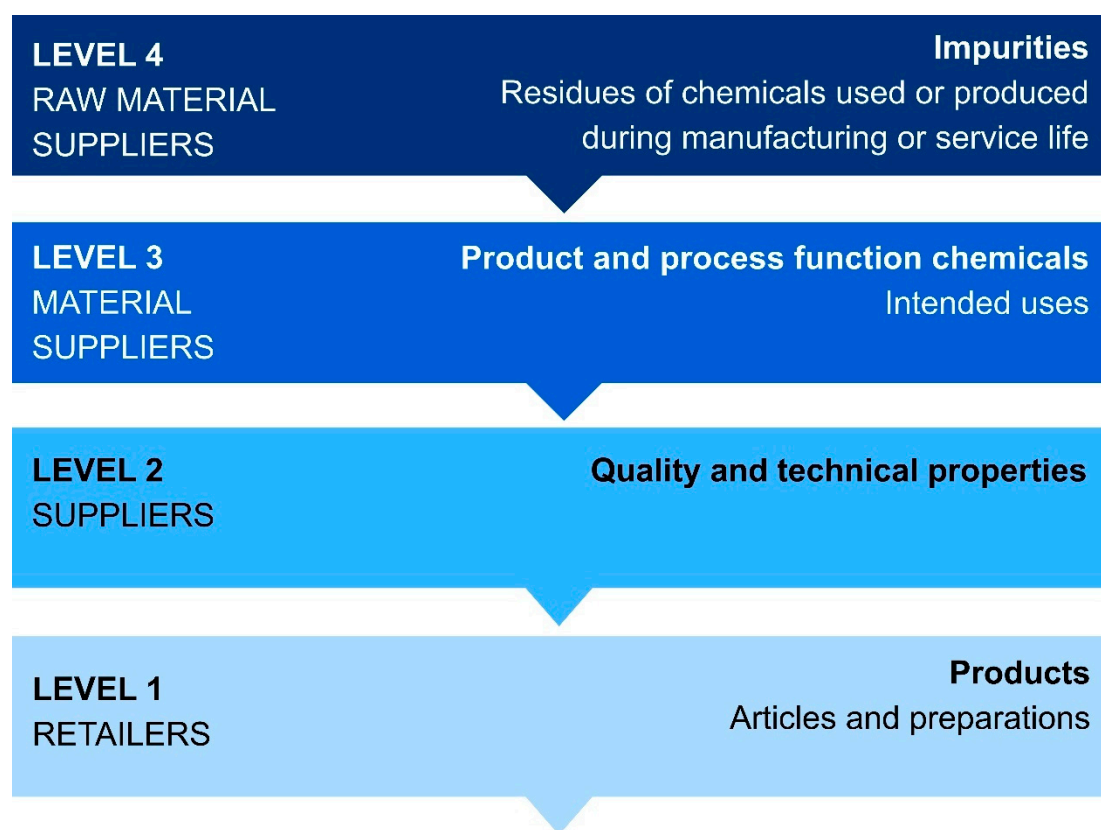 LEVEL 4
RAW MATERIAL
SUPPLIERS
Impurities
Residues of chemicals used or produced
during manufacturing or service life
LEVEL 3
MATERIAL
SUPPLIERS
Product and process function chemicals
Intended uses
LEVEL 2
SUPPLIERS
Quality and technical properties
LEVEL 1
RETAILERS
Products
Articles and preparations